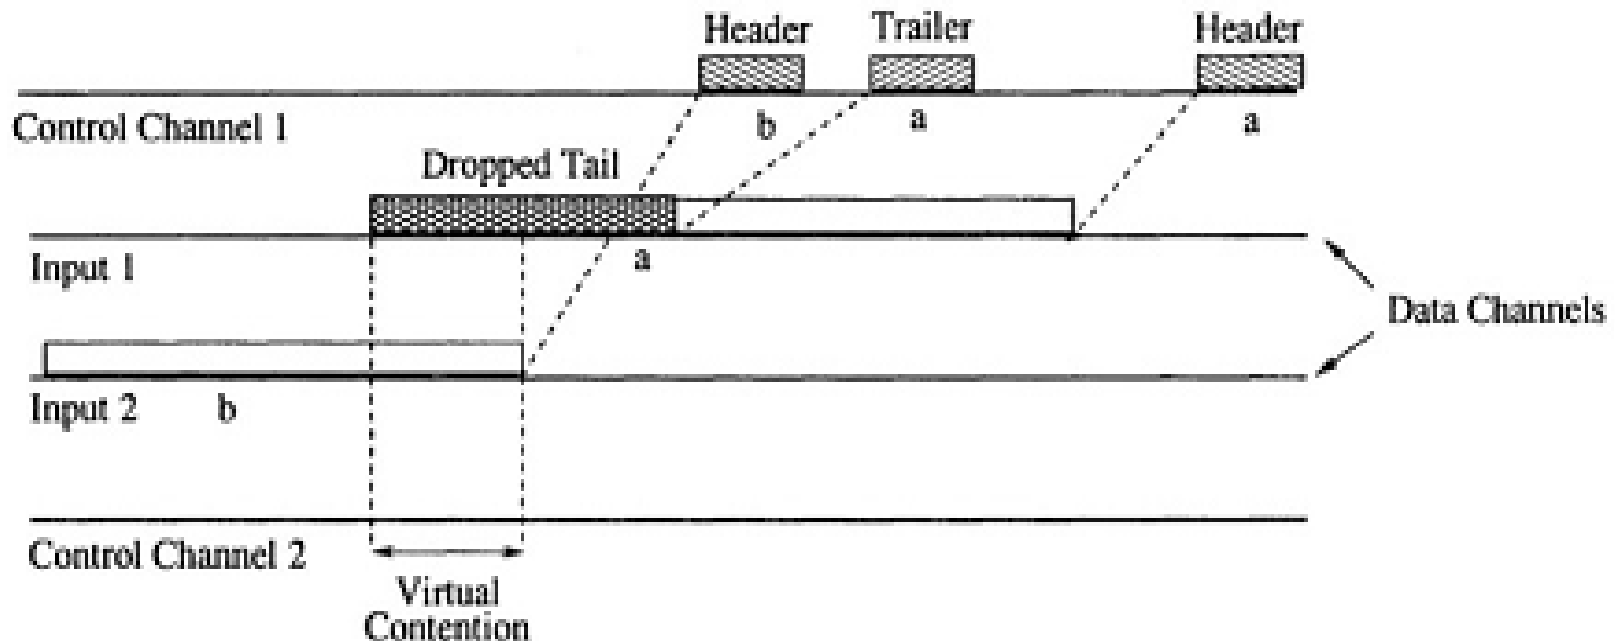 Header
Trailer
Header
Control Channel 1
b
a
a
Dropped Tail
Input 1
a
Data Channels
Input 2
b
Control Channel 2
Virtual
Contention